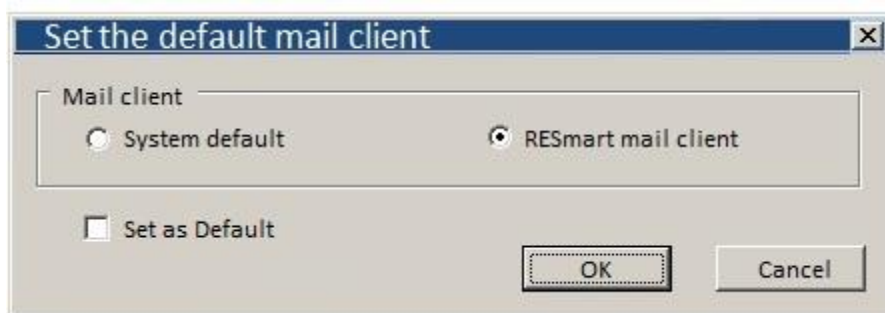 Set the default mail client
Mail client
System default RESmart mail client
Set as Default
OK Cancel